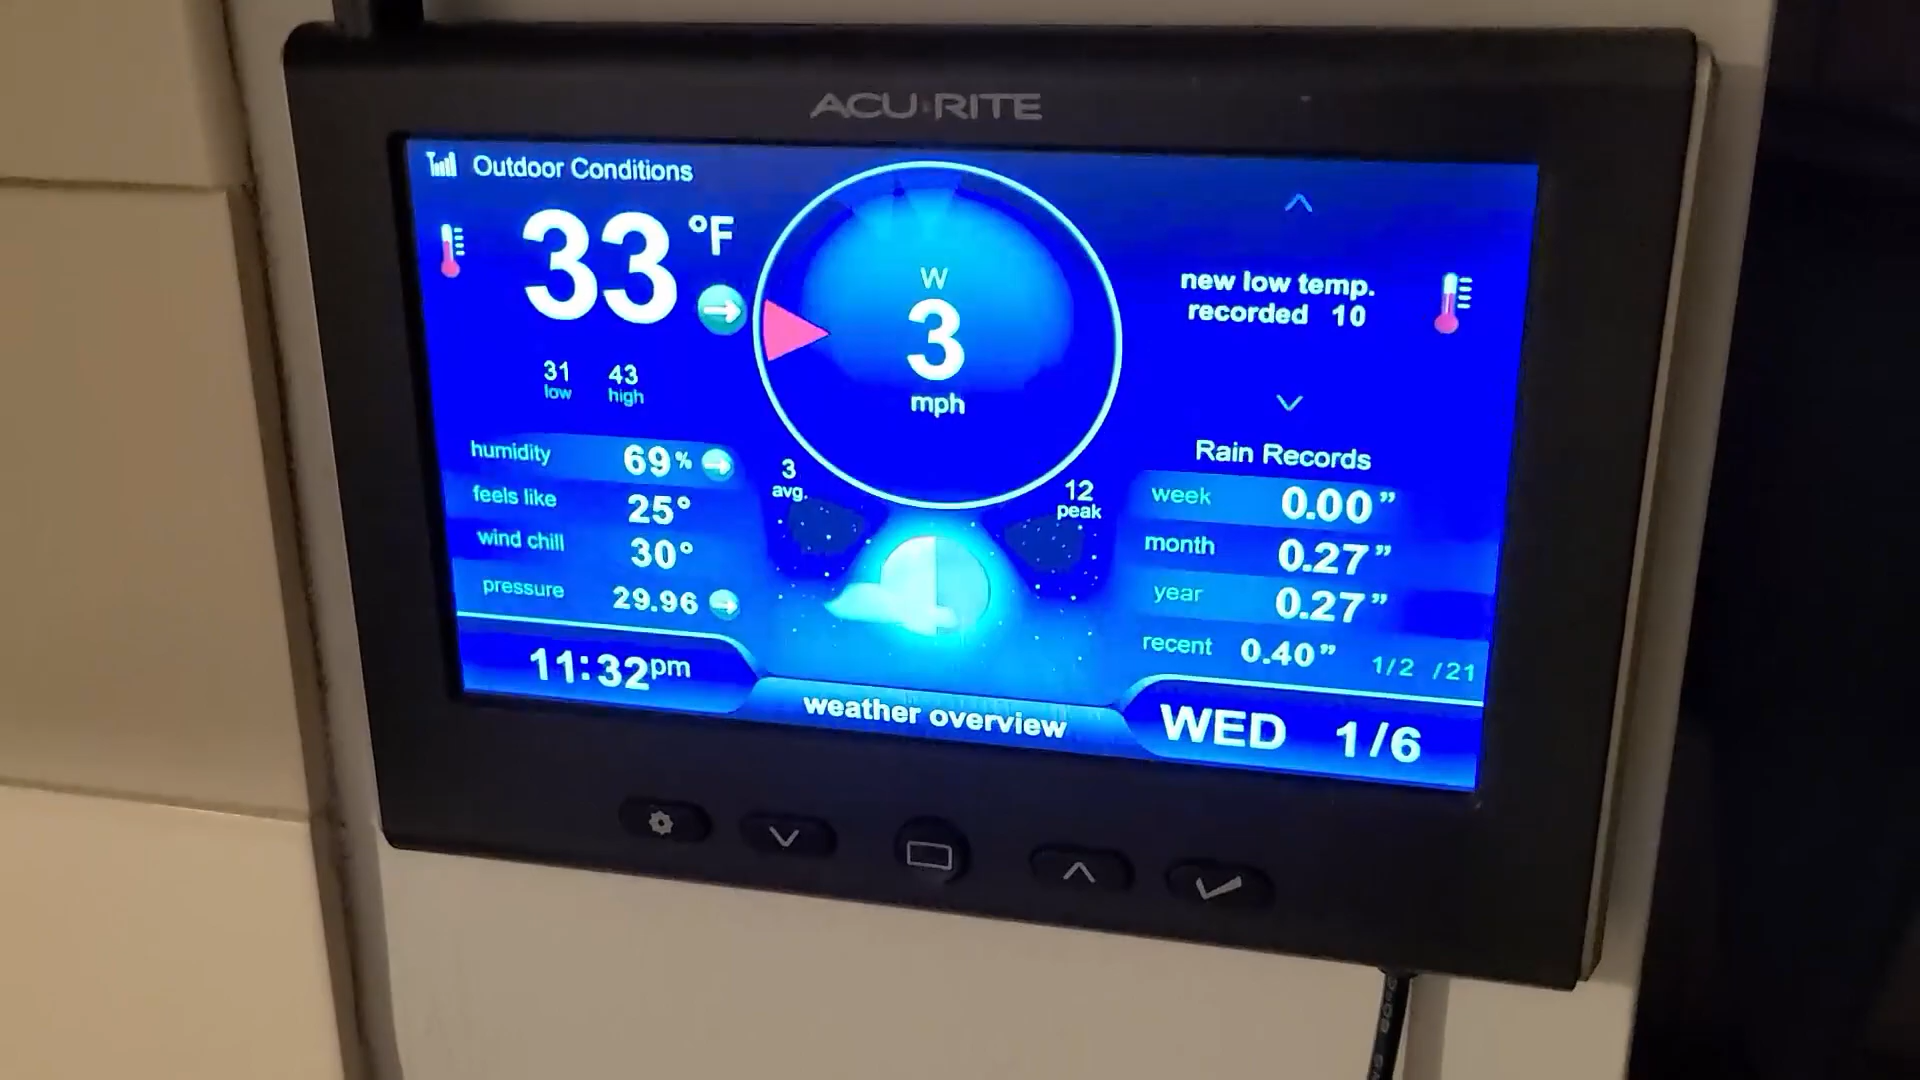 ACU·RITE
Outdoor Conditions
33 °F
31 43
low high
humidity 69%
feels like 25°
wind chill 30°
pressure 29.96
W
3
mph
3
avg.
12
peak
new low temp.
recorded 10
Rain Records
week 0.00"
month 0.27"
year 0.27"
recent 0.40" 1/2 /21
11:32pm
weather overview
WED 1/6